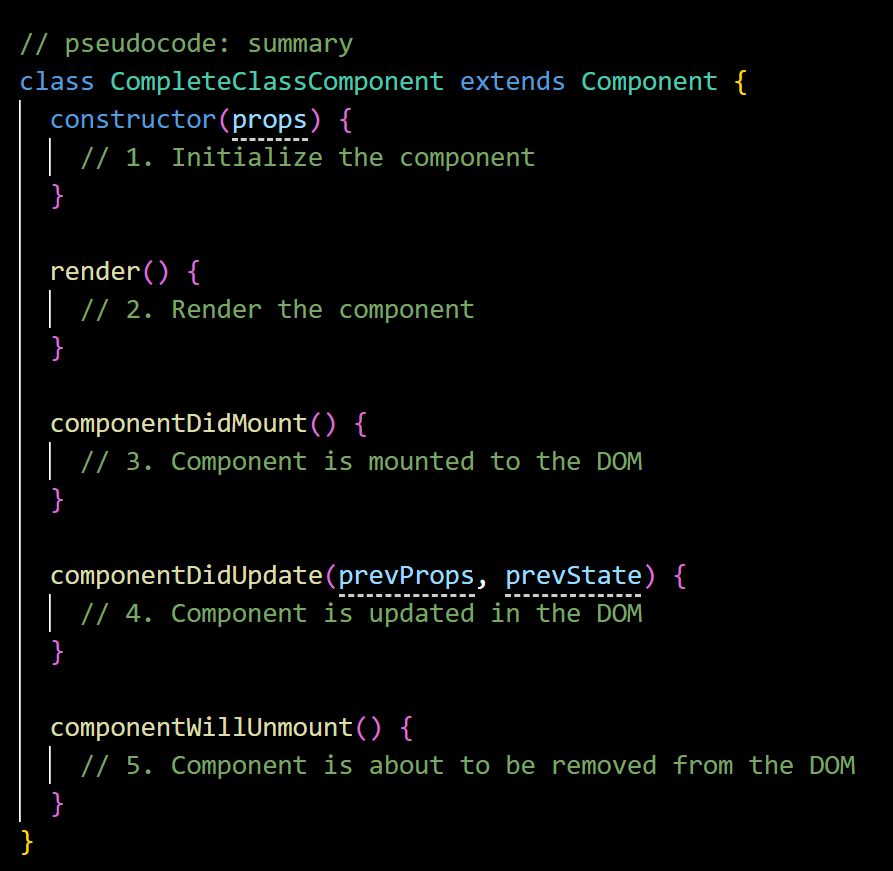 // pseudocode: summary
class CompleteClassComponent extends Component {
constructor(props) {
// 1. Initialize the component
}
render() {
// 2. Render the component
}
componentDidMount() {
// 3. Component is mounted to the DOM
}
componentDidUpdate(prevProps, prevState) {
// 4. Component is updated in the DOM
}
componentWillUnmount() {
// 5. Component is about to be removed from the DOM
}
}